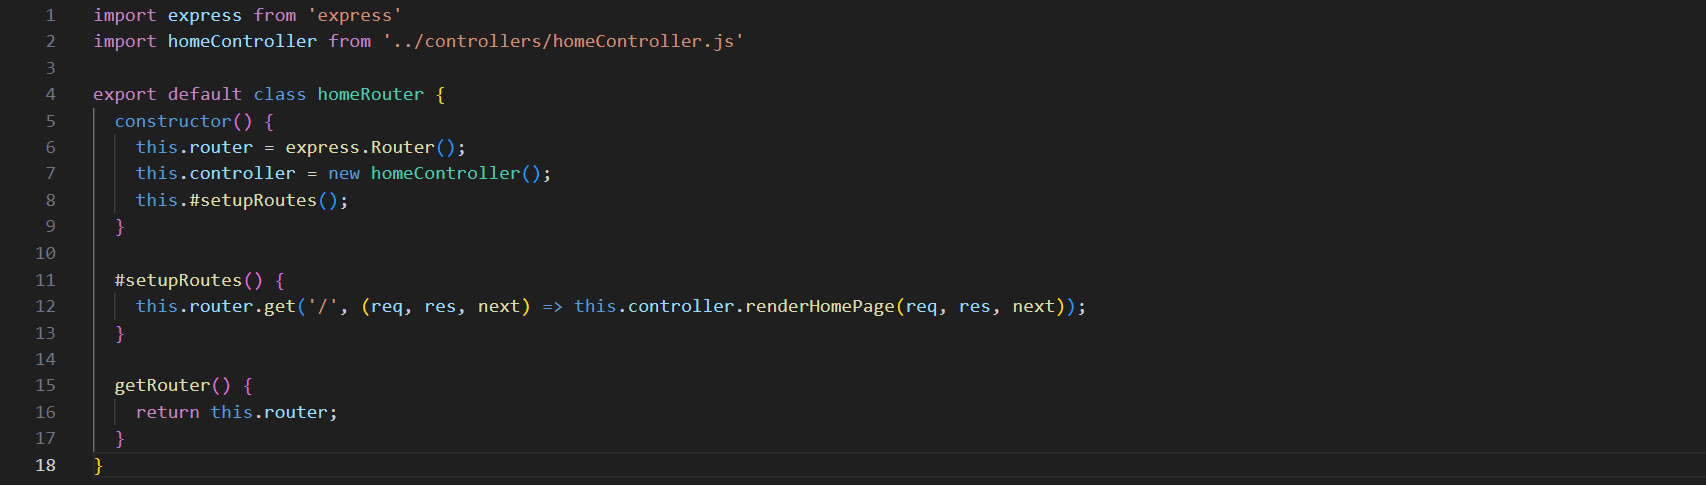 1 import express from 'express'
2 import homeController from '../controllers/homeController.js'
3
4 export default class homeRouter {
5   constructor() {
6     this.router = express.Router();
7     this.controller = new homeController();
8     this.#setupRoutes();
9   }
10
11   #setupRoutes() {
12     this.router.get('/', (req, res, next) => this.controller.renderHomePage(req, res, next));
13   }
14
15   getRouter() {
16     return this.router;
17   }
18 }